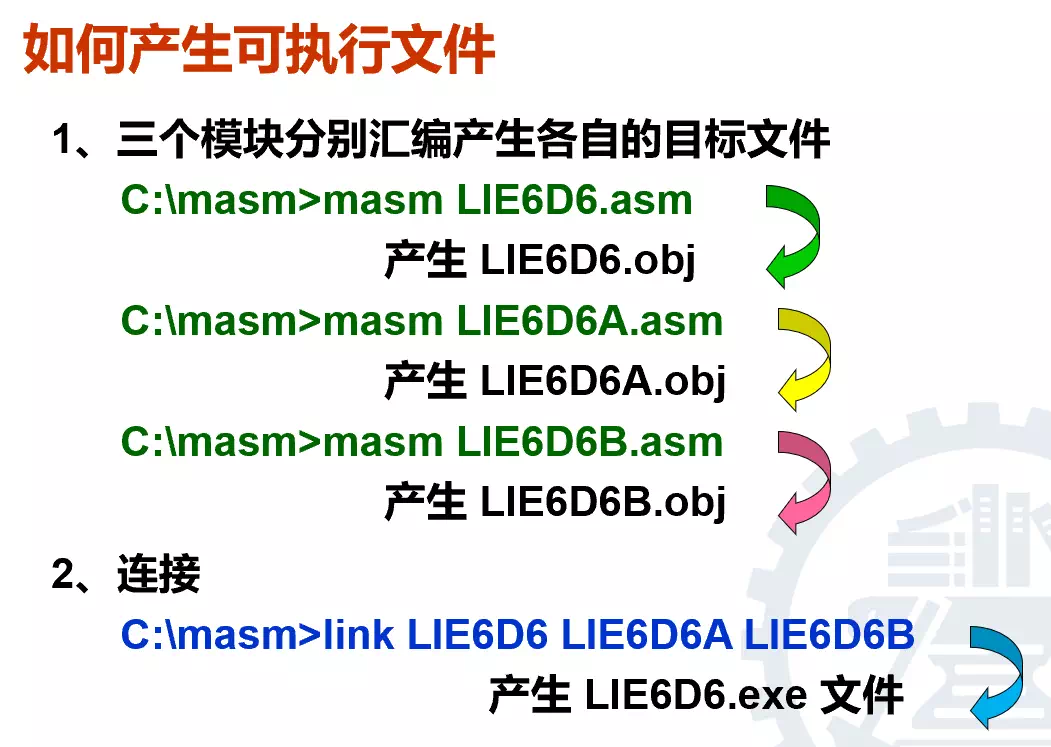 如何产生可执行文件
1、三个模块分别汇编产生各自的目标文件
C:\masm>masm LIE6D6.asm
产生 LIE6D6.obj
C:\masm>masm LIE6D6A.asm
产生 LIE6D6A.obj
C:\masm>masm LIE6D6B.asm
产生 LIE6D6B.obj
2、连接
C:\masm>link LIE6D6 LIE6D6A LIE6D6B
产生 LIE6D6.exe 文件